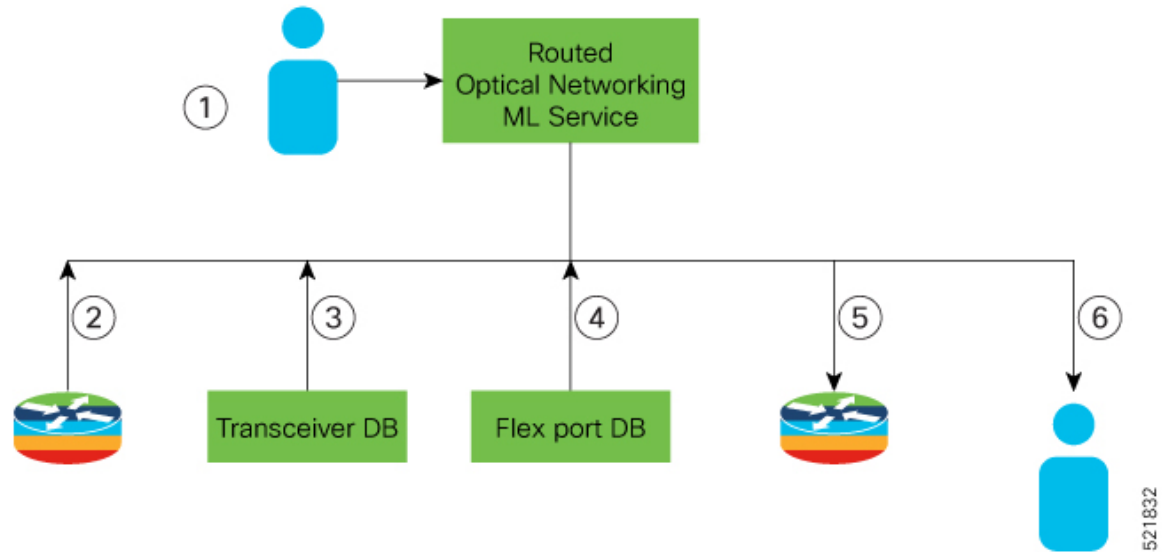 Routed
Optical Networking
ML Service
1
2
3
4
5
6
Transceiver DB
Flex port DB
521832